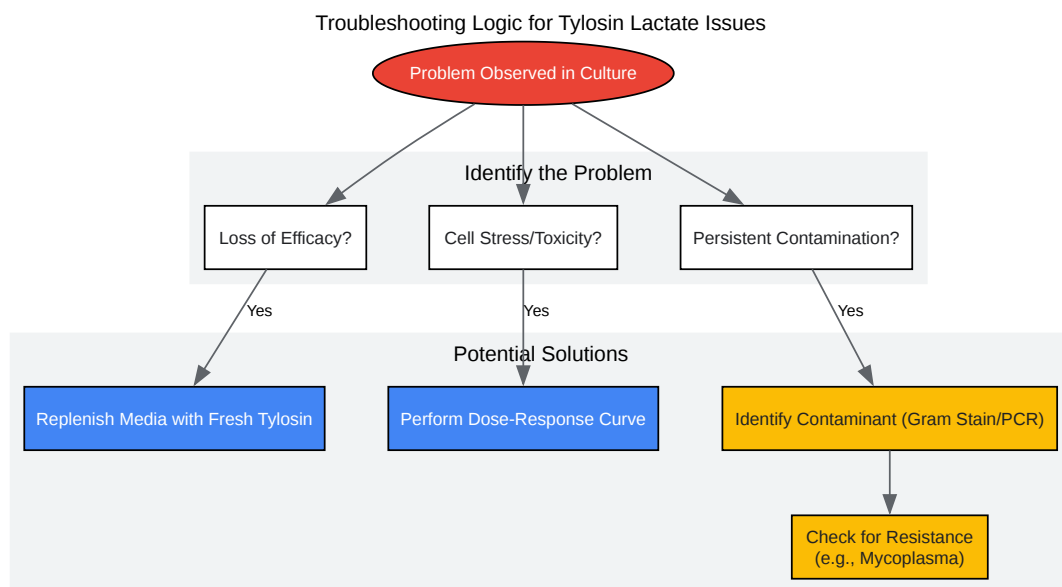 Troubleshooting Logic for Tylosin Lactate Issues
Problem Observed in Culture
Identify the Problem
Loss of Efficacy?
Cell Stress/Toxicity?
Persistent Contamination?
Yes
Yes
Yes
Potential Solutions
Replenish Media with Fresh Tylosin
Perform Dose-Response Curve
Identify Contaminant (Gram Stain/PCR)
Check for Resistance
(e.g., Mycoplasma)